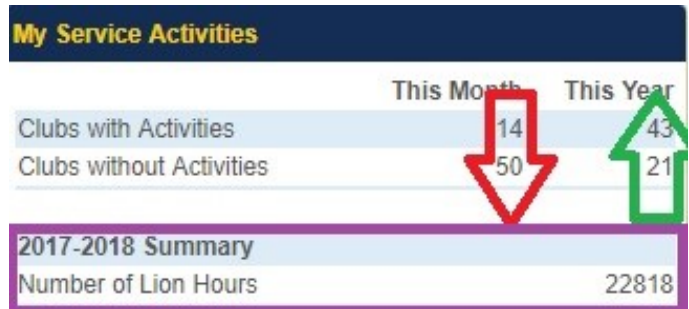 My Service Activities
This Month This Year
Clubs with Activities 14 43
Clubs without Activities 50 21
2017-2018 Summary
Number of Lion Hours 22818